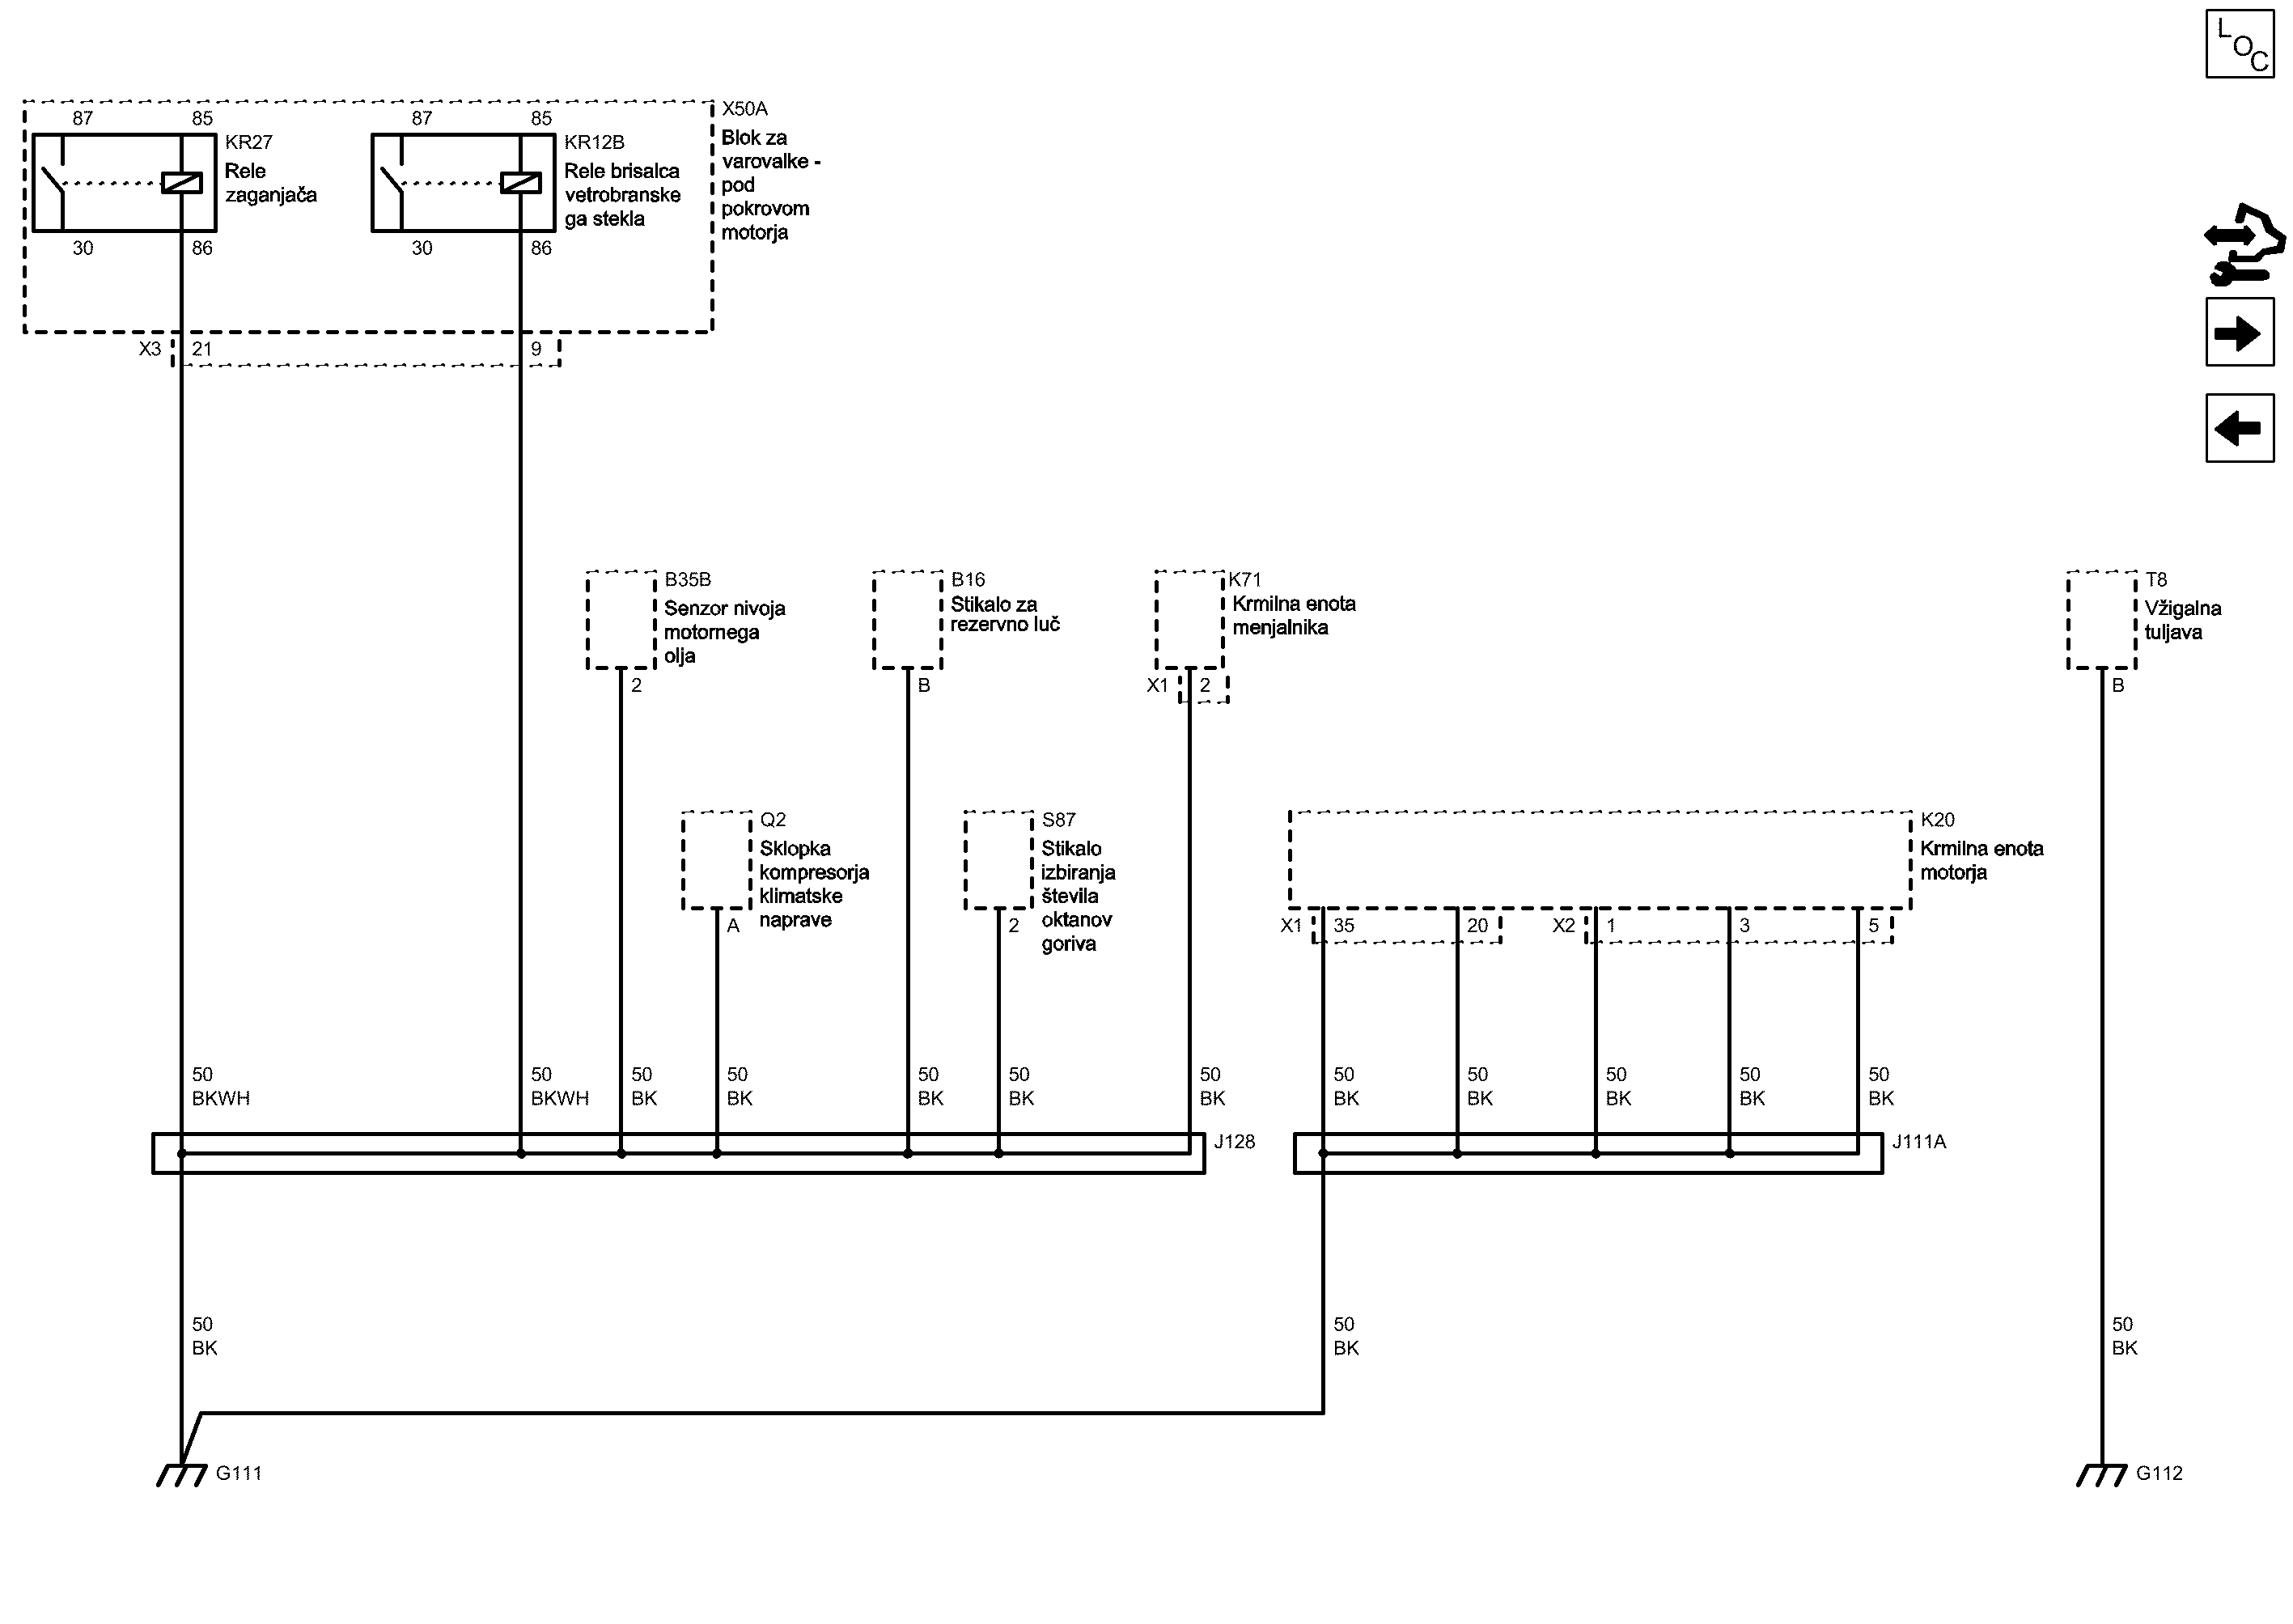 LOC
X50A
Blok za
varovalke -
pod
pokrovom
motorja
87
85
KR27
Rele
zaganjača
30
86
87
85
KR12B
Rele brisalca
vetrobranske
ga stekla
30
86
X3
21
9
B35B
Senzor nivoja
motornega
olja
2
B16
Stikalo za
rezervno luč
B
K71
Krmilna enota
menjalnika
X1
2
T8
Vžigalna
tuljava
B
Q2
Sklopka
kompresorja
klimatske
naprave
A
S87
Stikalo
izbiranja
števila
oktanov
goriva
2
K20
Krmilna enota
motorja
X1
35
20
X2
1
3
5
50
BKWH
50
BKWH
50
BK
50
BK
50
BK
50
BK
50
BK
50
BK
50
BK
50
BK
50
BK
50
BK
J128
J111A
50
BK
50
BK
50
BK
G111
G112